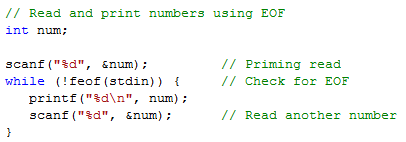 // Read and print numbers using EOF
int num;
scanf("%d", &num);          // Priming read
while (!feof(stdin)) {      // Check for EOF
   printf("%d\n", num);
   scanf("%d", &num);       // Read another number
}